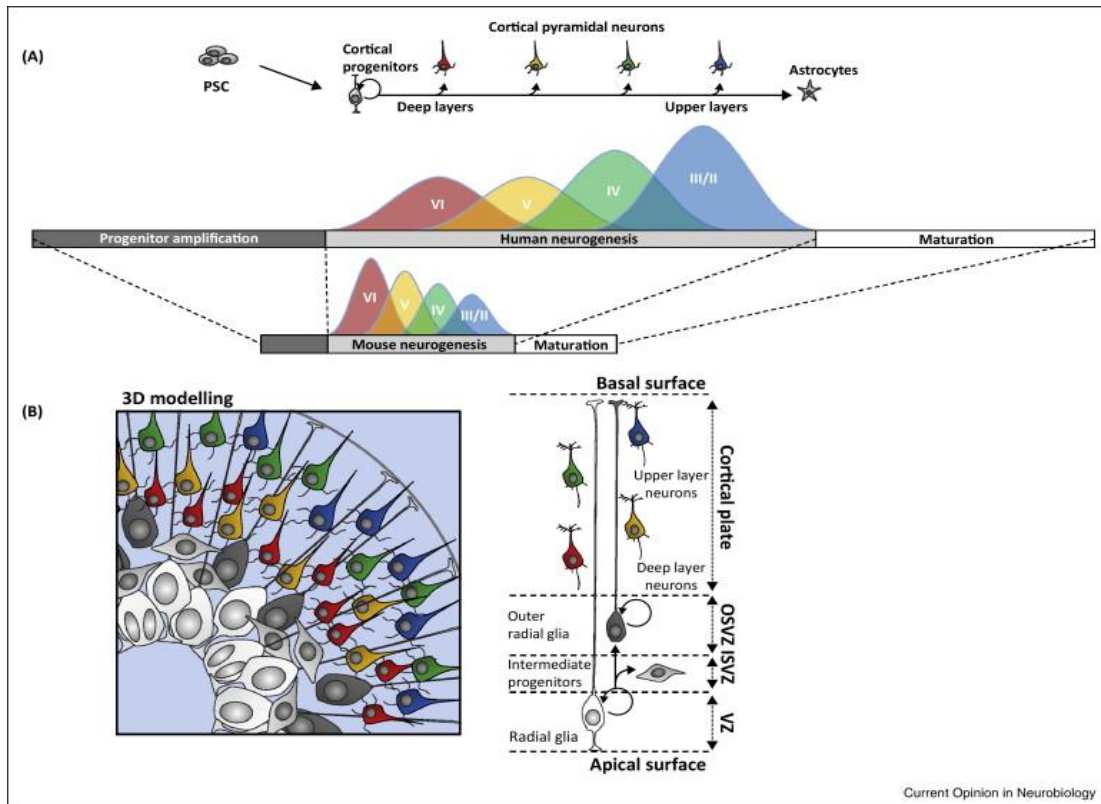 (A)
PSC
Cortical
progenitors
Cortical pyramidal neurons
Deep layers
Upper layers
Astrocytes
VI
V
IV
III/II
Progenitor amplification
Human neurogenesis
Maturation
VI
V
IV
III/II
Mouse neurogenesis
Maturation
(B)
3D modelling
Basal surface
Upper layer
neurons
Deep layer
neurons
Cortical plate
Outer
radial glia
OSVZ
Intermediate
progenitors
ISVZ
Radial glia
VZ
Apical surface
Current Opinion in Neurobiology